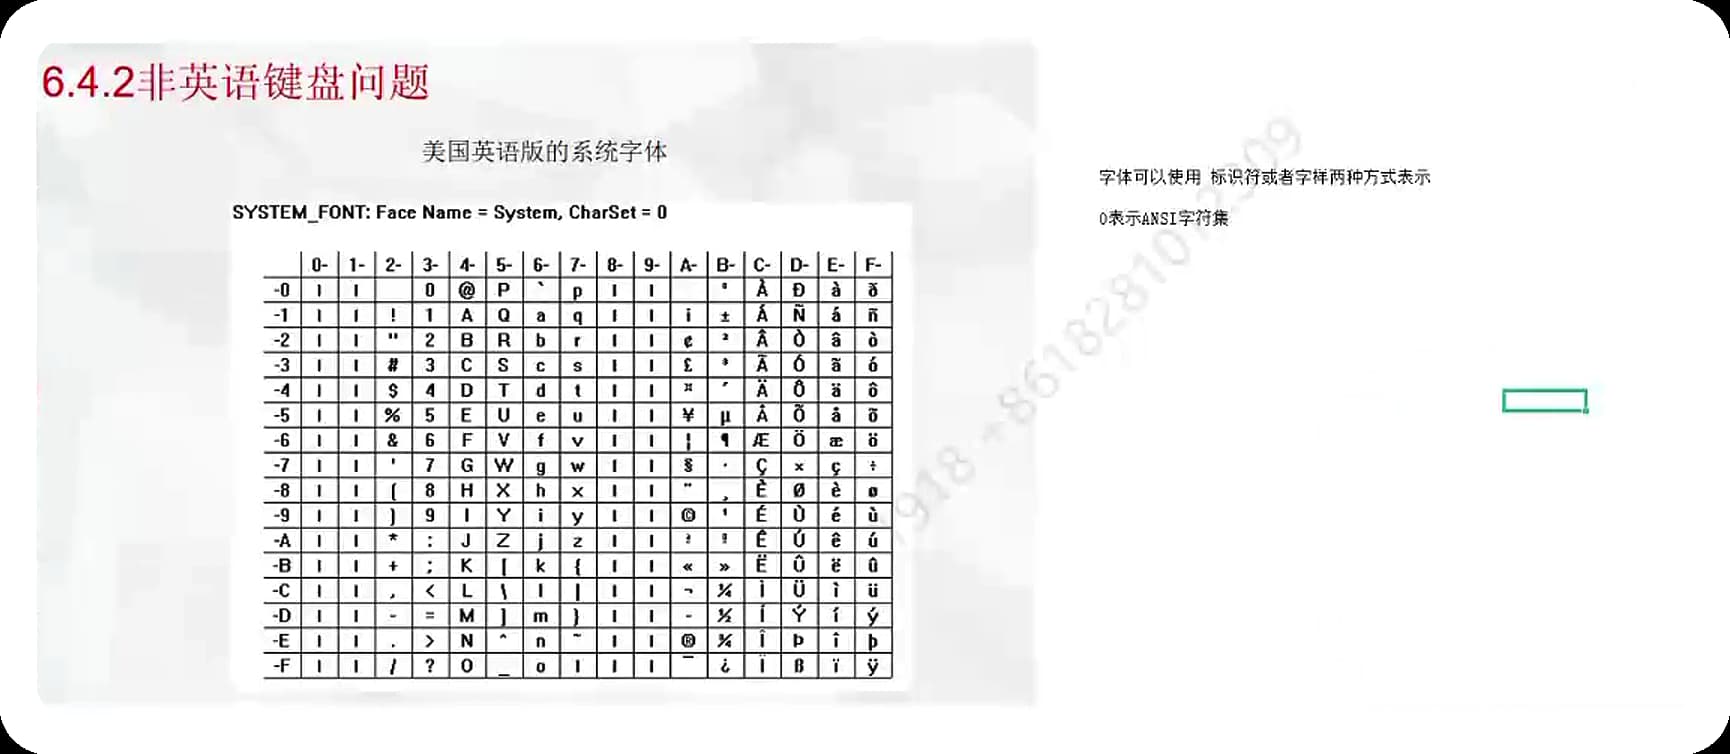 6.4.2非英语键盘问题
美国英语版的系统字体
字体可以使用 标识符或者字样两种方式表示
0表示ANSI字符集
SYSTEM_FONT: Face Name = System, CharSet = 0
0- 1- 2- 3- 4- 5- 6- 7- 8- 9- A- B- C- D- E- F-
-0 I I 0 @ P ` p I I ° À Ð à ð
-1 I I ! 1 A Q a q I I ¡ ± Á Ñ á ñ
-2 I I " 2 B R b r I I ¢ ² Â Ò â ò
-3 I I # 3 C S c s I I £ ³ Ã Ó ã ó
-4 I I $ 4 D T d t I I ¤ ´ Ä Ô ä ô
-5 I I % 5 E U e u I I ¥ µ Å Õ å õ
-6 I I & 6 F V f v I I ¦ ¶ Æ Ö æ ö
-7 I I ' 7 G W g w I I § · Ç × ç ÷
-8 I I ( 8 H X h x I I ¨ ¸ È Ø è ø
-9 I I ) 9 I Y i y I I © ¹ É Ù é ù
-A I I * : J Z j z I I ª º Ê Ú ê ú
-B I I + ; K [ k { I I « » Ë Û ë û
-C I I , < L \ l | I I ¬ ¼ Ì Ü ì ü
-D I I - = M ] m } I I - ½ Í Ý í ý
-E I I . > N ^ n ~ I I ® ¾ Î Þ î þ
-F I I / ? O _ o I I I ¯ ¿ Ï ß ï ÿ